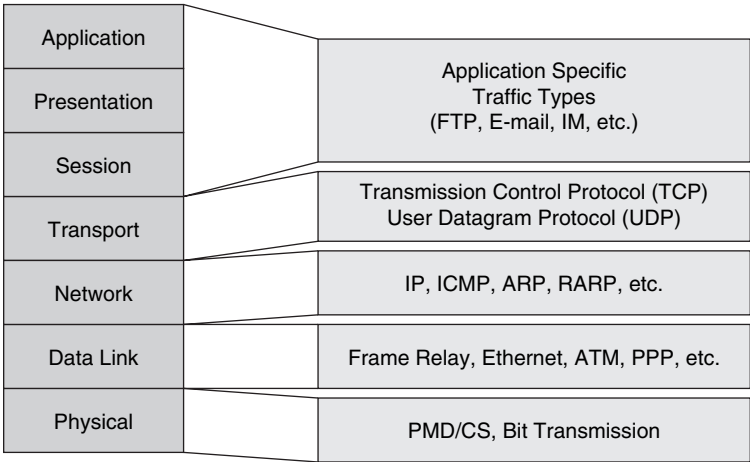 Application
Presentation
Session
Transport
Network
Data Link
Physical
Application Specific
Traffic Types
(FTP, E-mail, IM, etc.)
Transmission Control Protocol (TCP)
User Datagram Protocol (UDP)
IP, ICMP, ARP, RARP, etc.
Frame Relay, Ethernet, ATM, PPP, etc.
PMD/CS, Bit Transmission